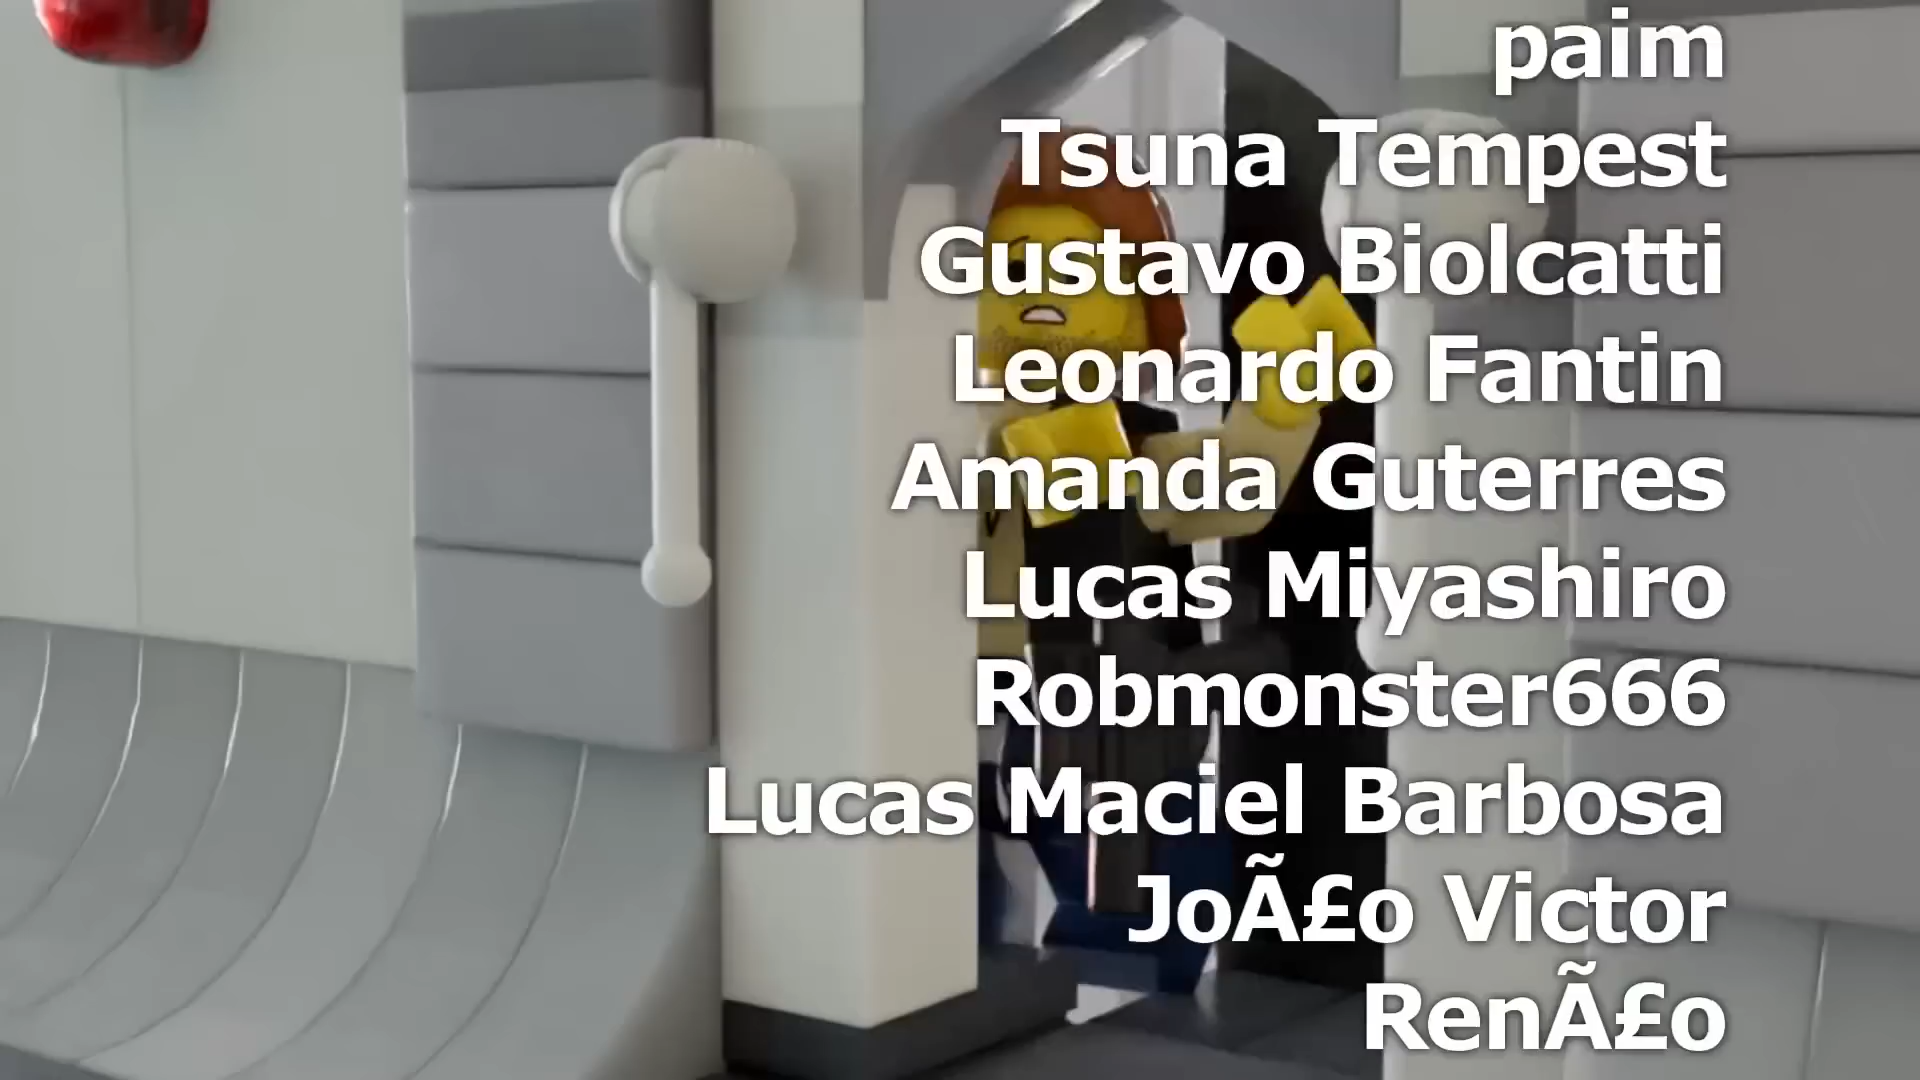 paim
Tsuna Tempest
Gustavo Biolcatti
Leonardo Fantin
Amanda Guterres
Lucas Miyashiro
Robmonster666
Lucas Maciel Barbosa
JoÃ£o Victor
RenÃ£o